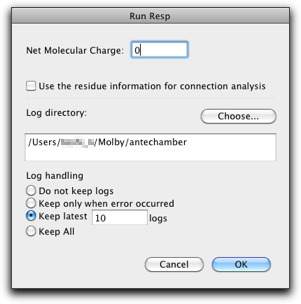 Run Resp
Net Molecular Charge: 0
Use the residue information for connection analysis
Log directory:
Choose...
/Users/ /Molby/antechamber
Log handling
Do not keep logs
Keep only when error occurred
Keep latest 10 logs
Keep All
Cancel OK